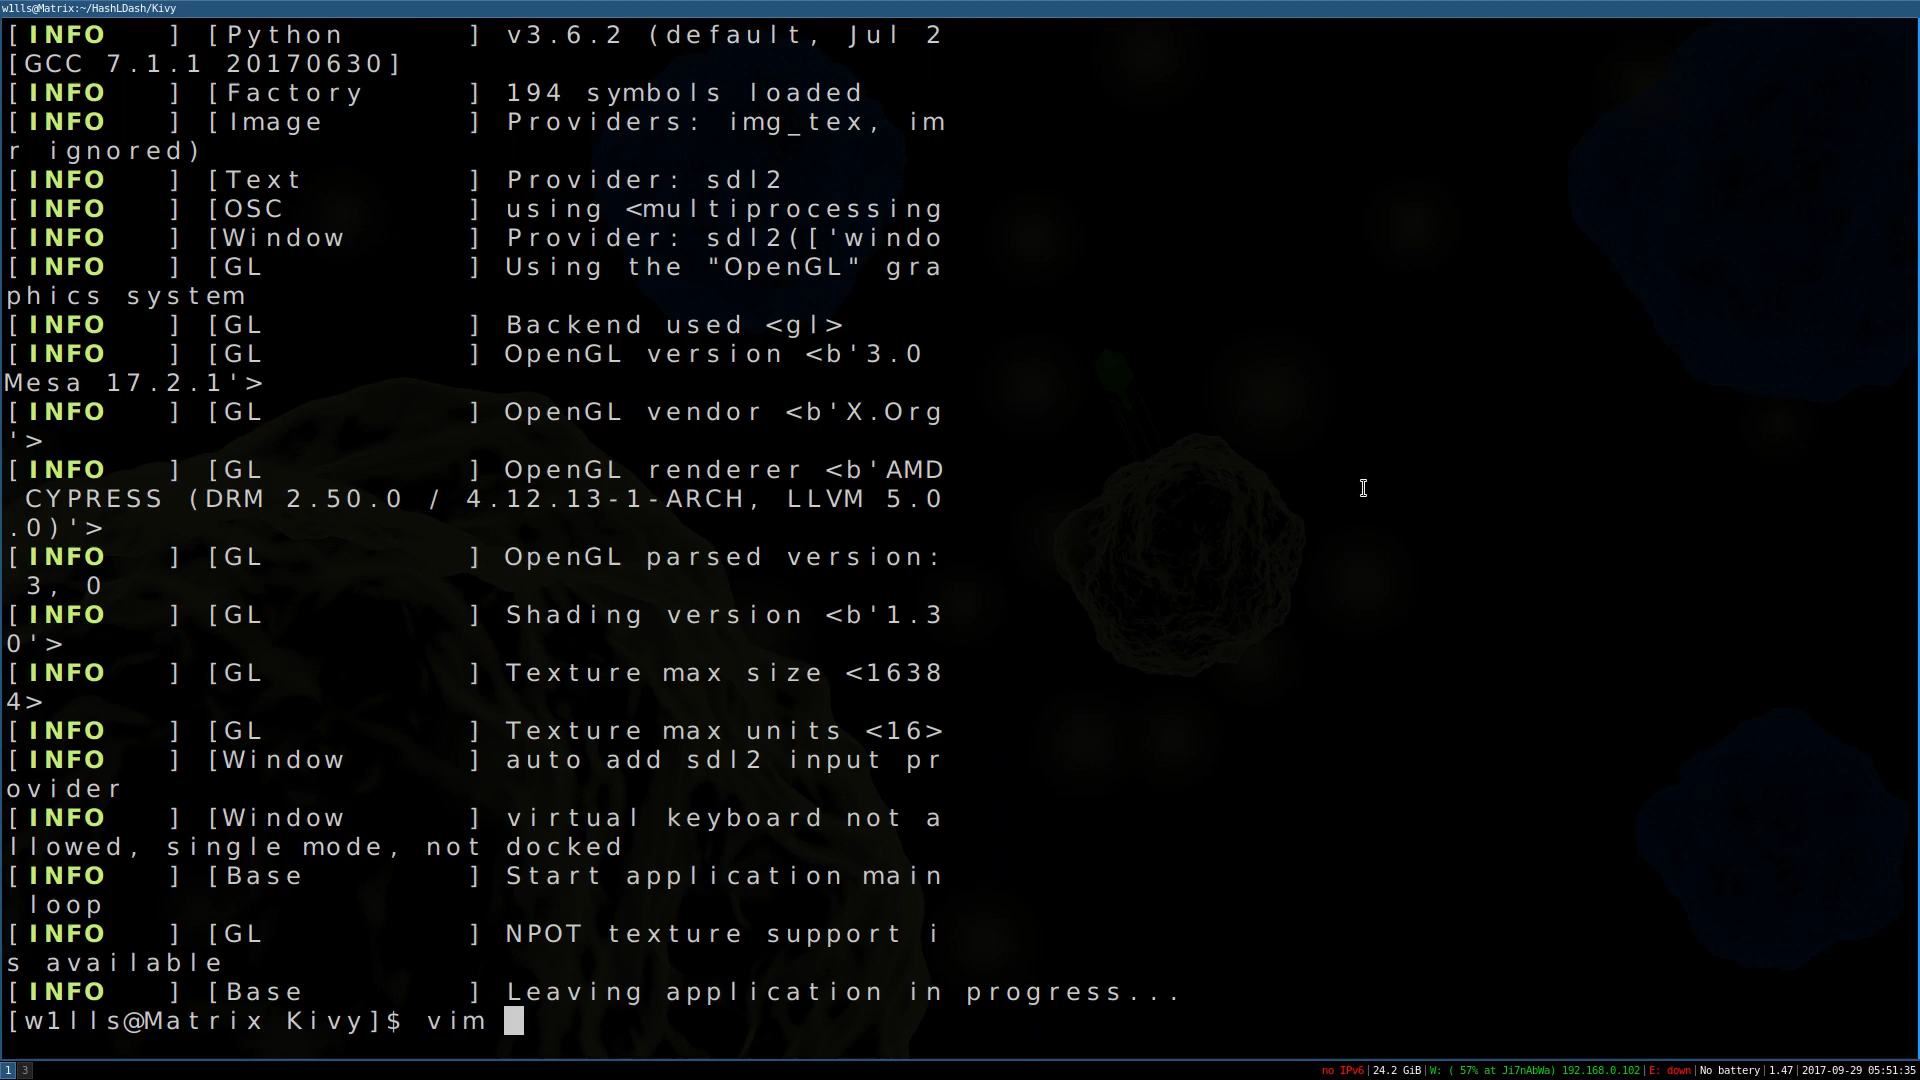 w1lls@Matrix:~/HashLDash/Kivy
[INFO   ] [Python      ] v3.6.2 (default, Jul 2
[GCC 7.1.1 20170630]
[INFO   ] [Factory     ] 194 symbols loaded
[INFO   ] [Image       ] Providers: img_tex, im
r ignored)
[INFO   ] [Text        ] Provider: sdl2
[INFO   ] [OSC         ] using <multiprocessing
[INFO   ] [Window      ] Provider: sdl2(['windo
[INFO   ] [GL          ] Using the "OpenGL" gra
phics system
[INFO   ] [GL          ] Backend used <gl>
[INFO   ] [GL          ] OpenGL version <b'3.0
Mesa 17.2.1'>
[INFO   ] [GL          ] OpenGL vendor <b'X.Org
'>
[INFO   ] [GL          ] OpenGL renderer <b'AMD
 CYPRESS (DRM 2.50.0 / 4.12.13-1-ARCH, LLVM 5.0
.0)'>
[INFO   ] [GL          ] OpenGL parsed version:
 3, 0
[INFO   ] [GL          ] Shading version <b'1.3
0'>
[INFO   ] [GL          ] Texture max size <1638
4>
[INFO   ] [GL          ] Texture max units <16>
[INFO   ] [Window      ] auto add sdl2 input pr
ovider
[INFO   ] [Window      ] virtual keyboard not a
llowed, single mode, not docked
[INFO   ] [Base        ] Start application main
 loop
[INFO   ] [GL          ] NPOT texture support i
s available
[INFO   ] [Base        ] Leaving application in progress...
[w1lls@Matrix Kivy]$ vim
1 3 no IPv6|24.2 GiB|W: ( 57% at Ji7nAbWa) 192.168.0.102|E: down|No battery|1.47|2017-09-29 05:51:35